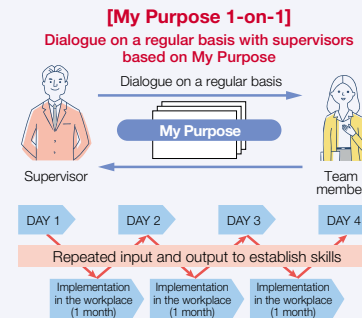 [My Purpose 1-on-1]
Dialogue on a regular basis with supervisors
based on My Purpose
Dialogue on a regular basis
My Purpose
Supervisor
Team
member
DAY 1
DAY 2
DAY 3
DAY 4
Repeated input and output to establish skills
Implementation
in the workplace
(1 month)
Implementation
in the workplace
(1 month)
Implementation
in the workplace
(1 month)